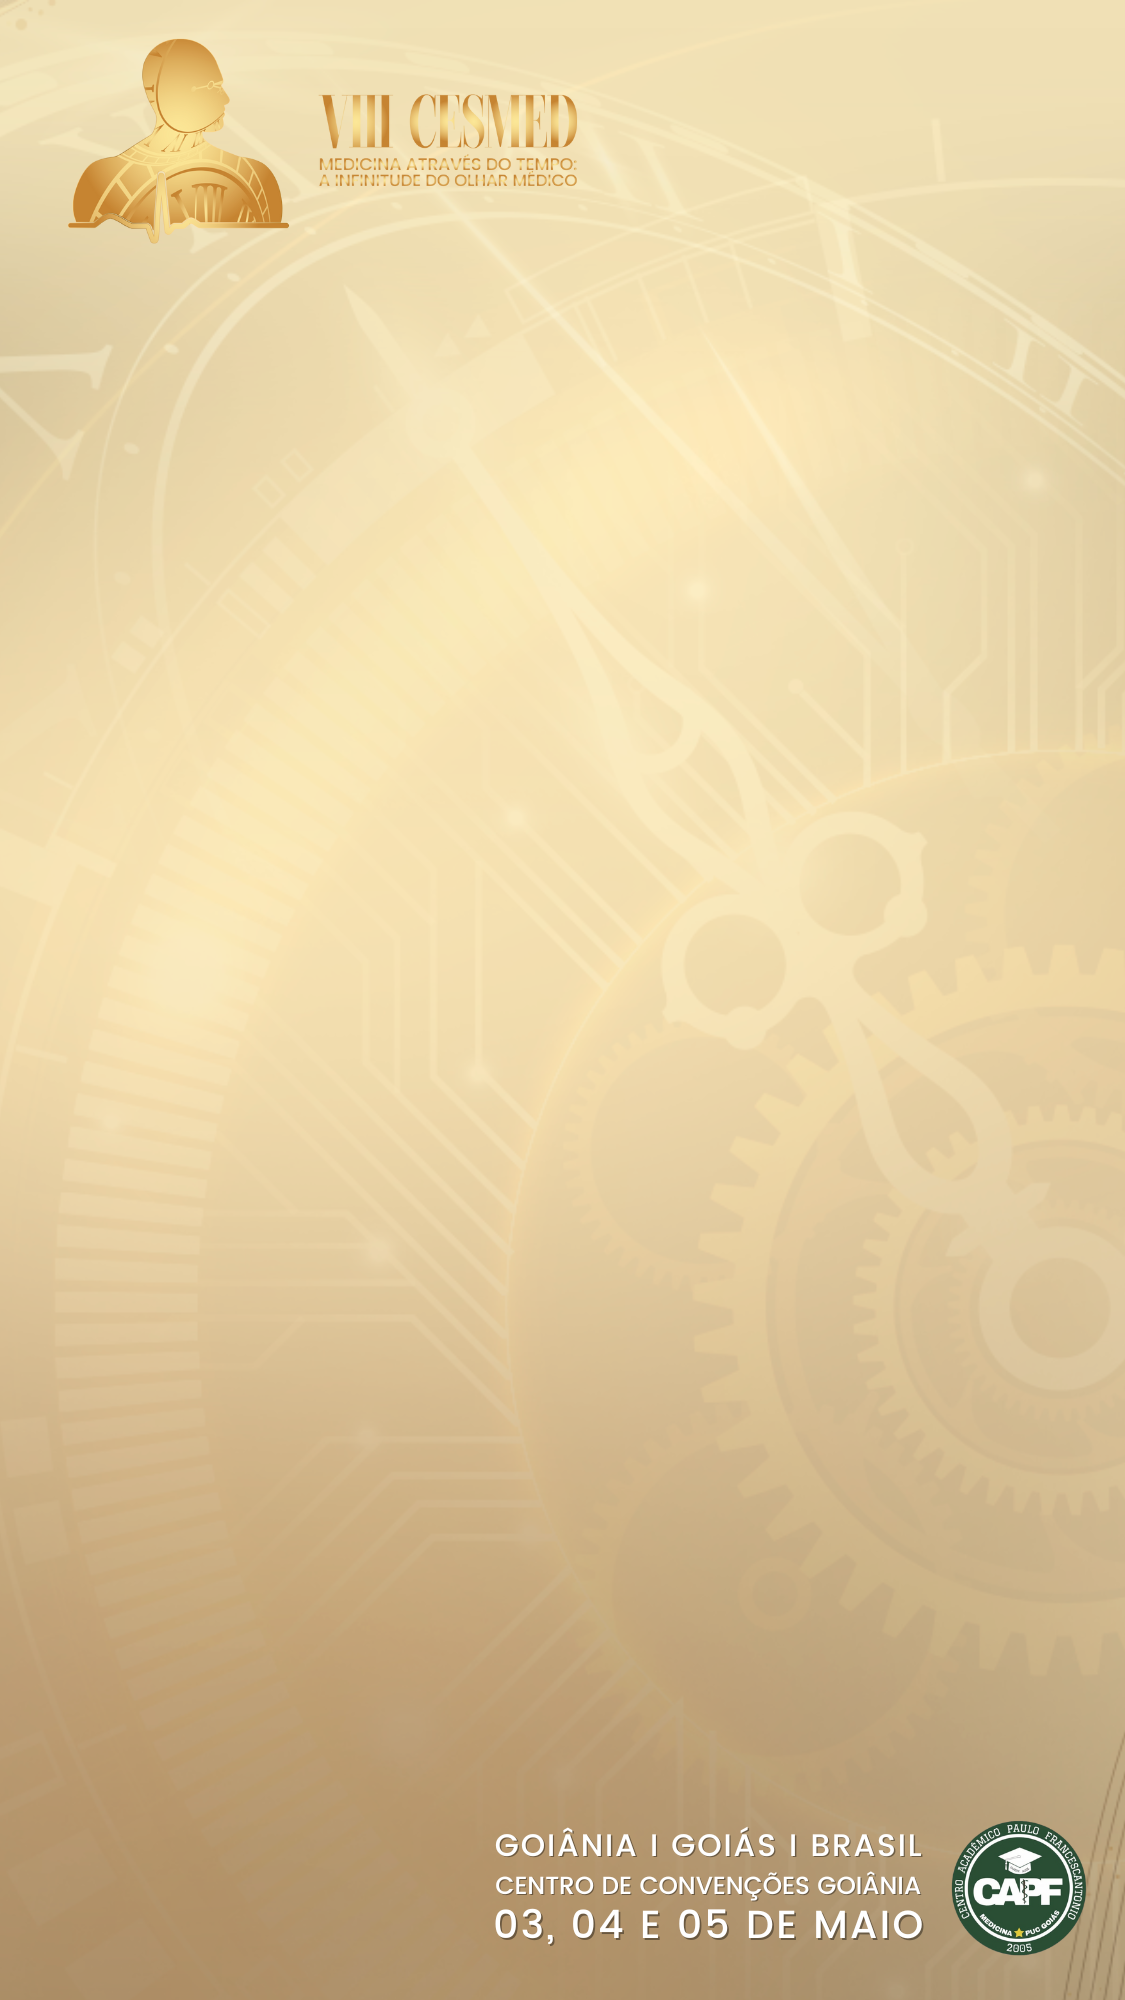 VIII CESMED
MEDICINA ATRAVÉS DO TEMPO:
A INFINITUDE DO OLHAR MÉDICO
GOIÂNIA I GOIÁS I BRASIL
CENTRO DE CONVENÇÕES GOIÂNIA
03, 04 E 05 DE MAIO
CENTRO ACADÊMICO PAULO FRANCESCANTONIO
CAPF
MEDICINA PUC GOIÁS
2005